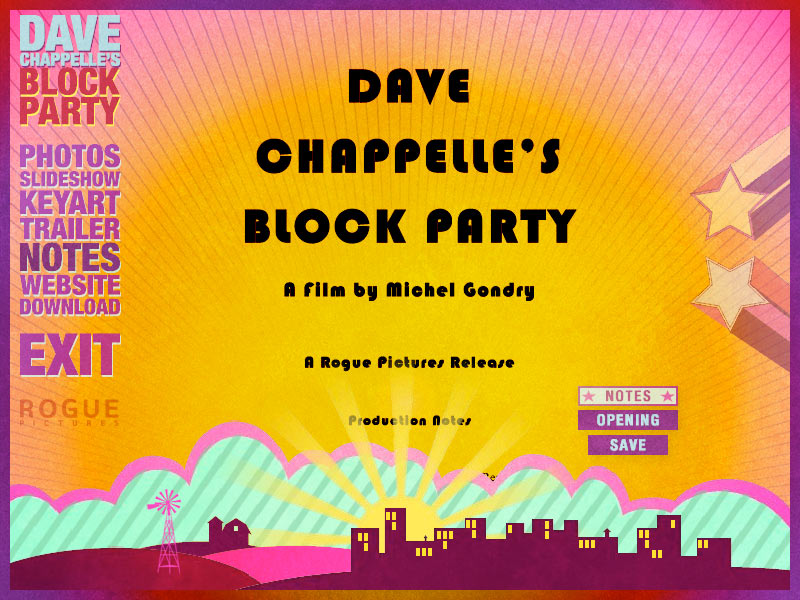 DAVE
CHAPPELLE'S
BLOCK
PARTY
PHOTOS
SLIDESHOW
KEYART
TRAILER
NOTES
WEBSITE
DOWNLOAD
EXIT
ROGUE
PICTURES
DAVE
CHAPPELLE'S
BLOCK PARTY
A Film by Michel Gondry
A Rogue Pictures Release
Production Notes
NOTES
OPENING
SAVE